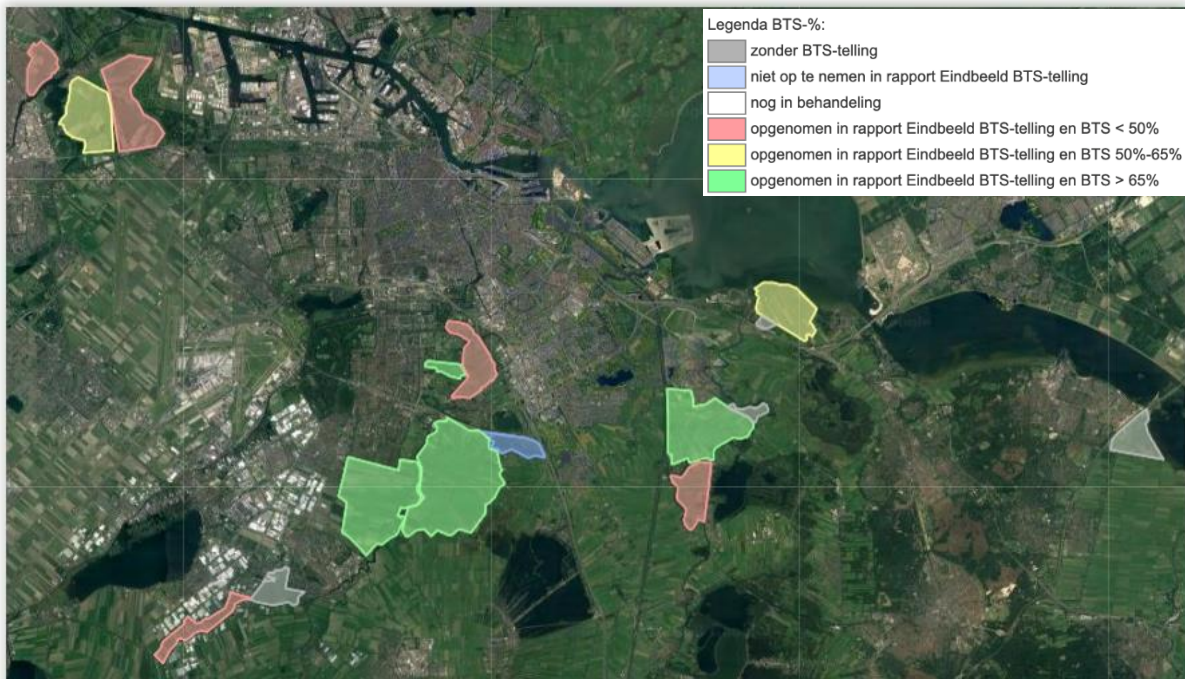 Legenda BTS-%:
zonder BTS-telling
niet op te nemen in rapport Eindbeeld BTS-telling
nog in behandeling
opgenomen in rapport Eindbeeld BTS-telling en BTS < 50%
opgenomen in rapport Eindbeeld BTS-telling en BTS 50%-65%
opgenomen in rapport Eindbeeld BTS-telling en BTS > 65%